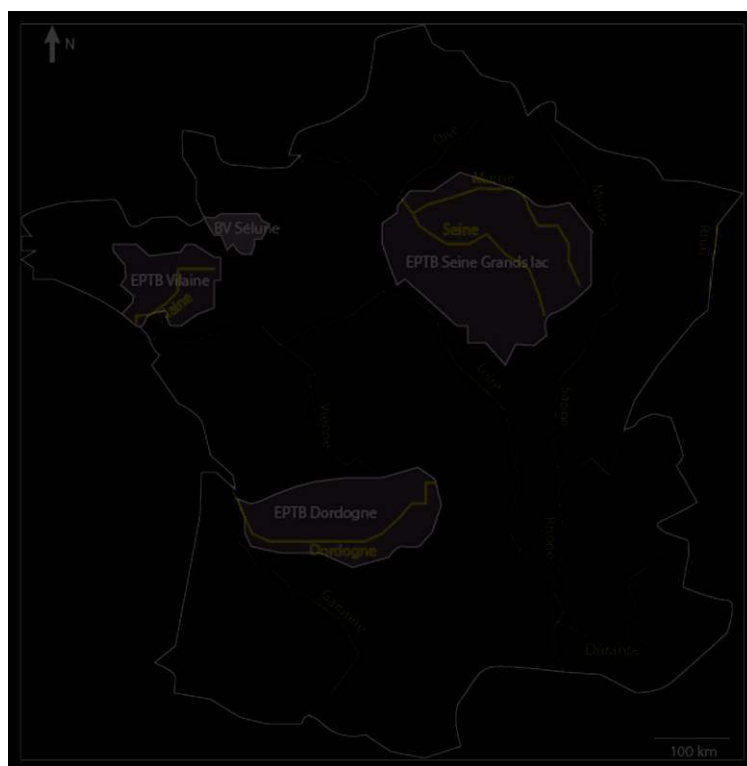 N
Oise
Marne
Meuse
BV Sélune
Seine
Rhin
EPTB Seine Grands lac
EPTB Vilaine
Vilaine
Loire
Saône
Vienne
EPTB Dordogne
Dordogne
Rhône
Garonne
Durance
100 km